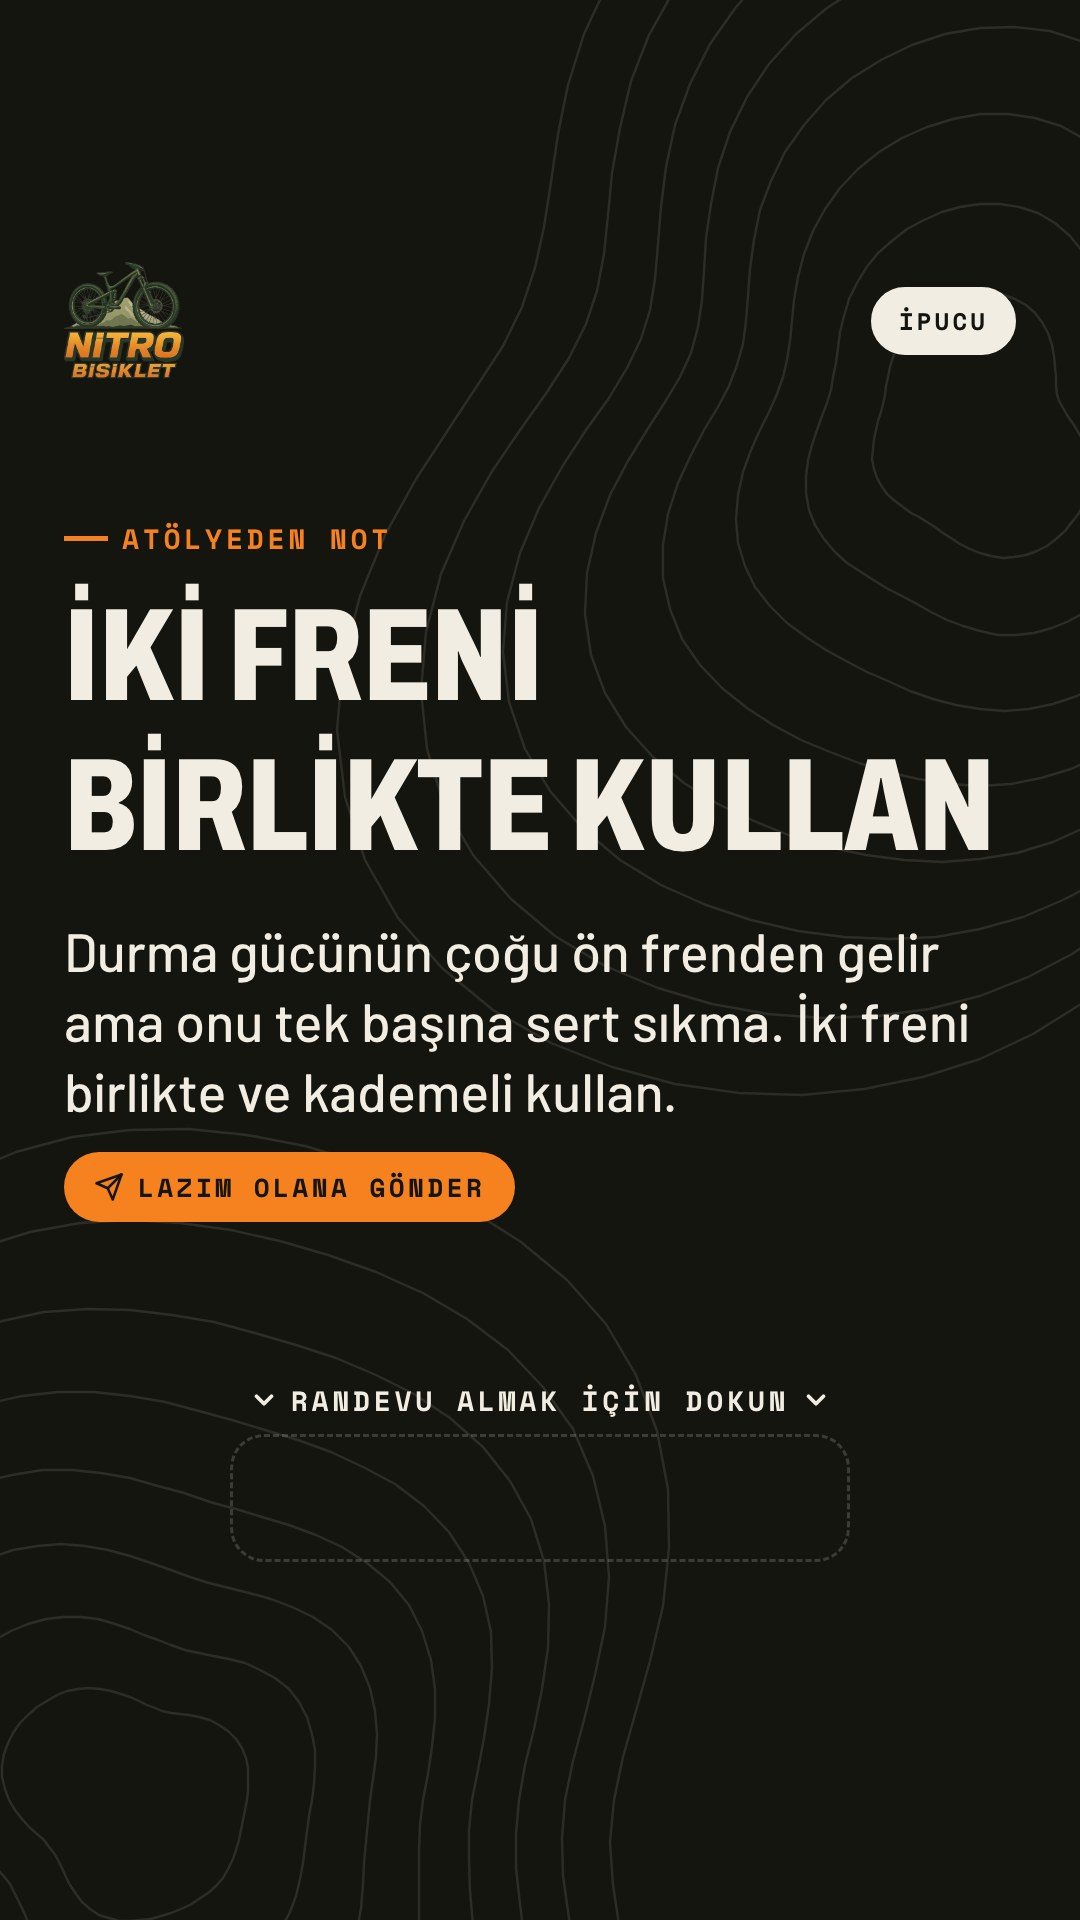 NiTRO
BiSiKLET
İPUCU
ATÖLYEDEN NOT
İKİ FRENİ
BİRLİKTE KULLAN
Durma gücünün çoğu ön frenden gelir
ama onu tek başına sert sıkma. İki freni
birlikte ve kademeli kullan.
LAZIM OLANA GÖNDER
RANDEVU ALMAK İÇİN DOKUN